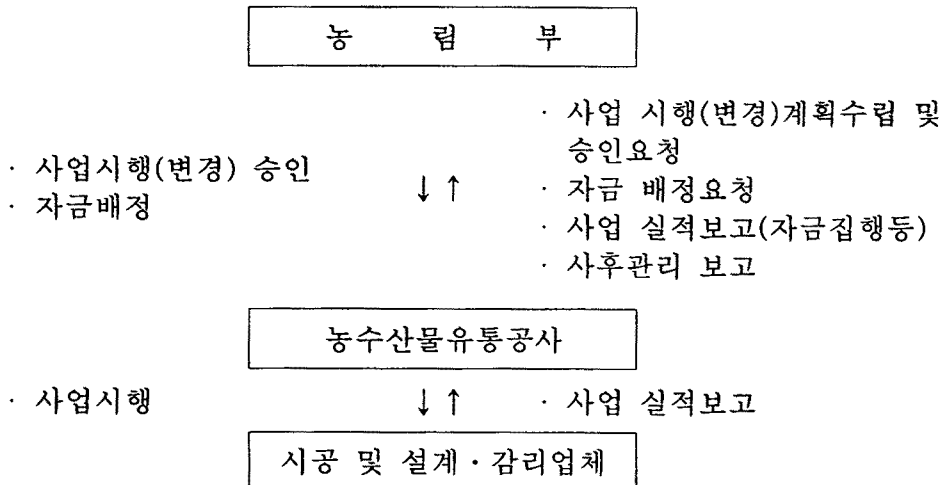 농 림 부
· 사업 시행(변경)계획수립 및
승인요청
· 사업시행(변경) 승인
· 자금배정
↓↑
· 자금 배정요청
· 사업 실적보고(자금집행등)
· 사후관리 보고
농수산물유통공사
· 사업시행 ↓↑ · 사업 실적보고
시공 및 설계·감리업체